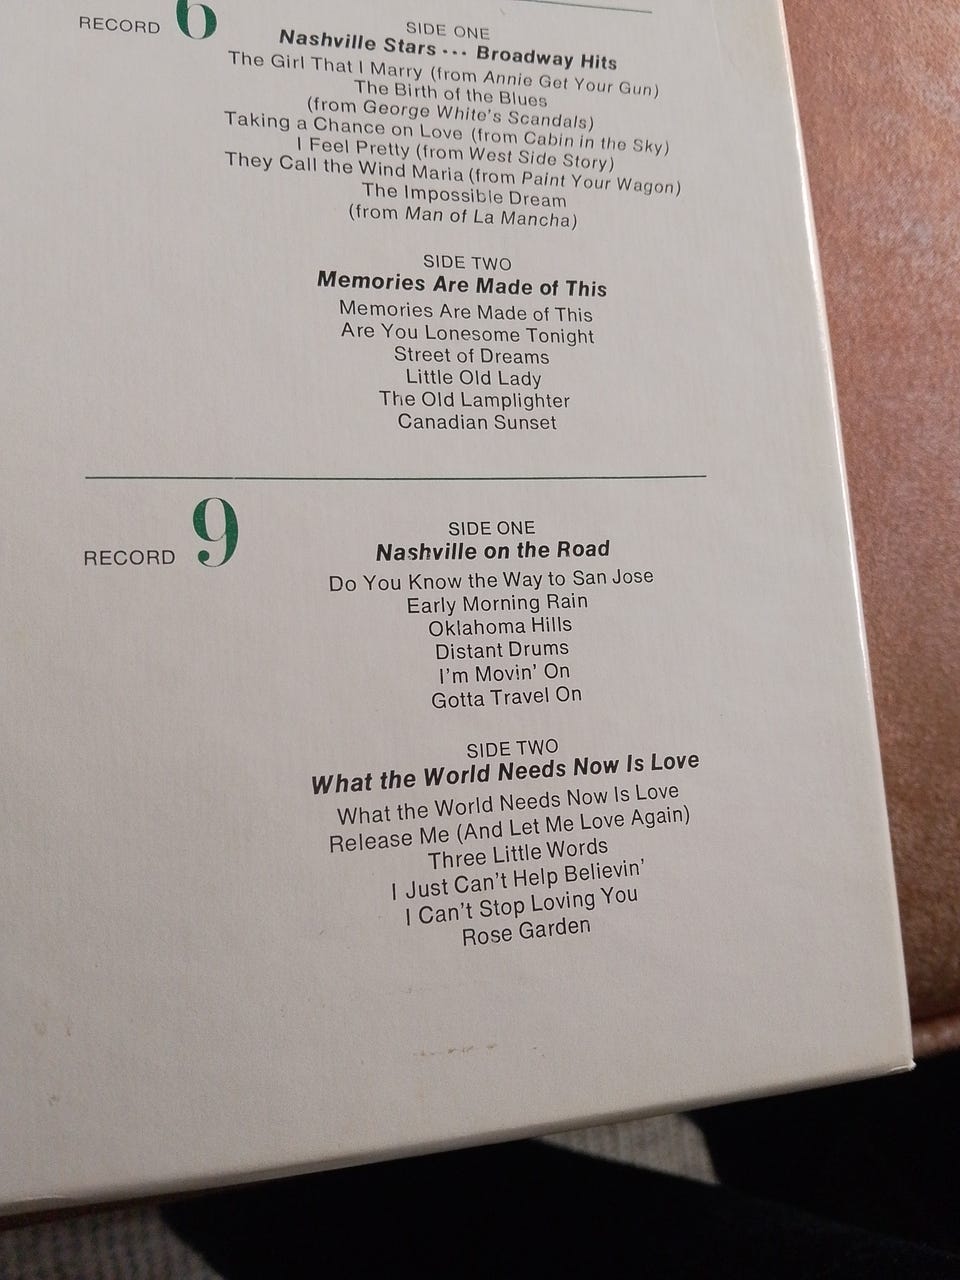 RECORD 6
SIDE ONE
Nashville Stars ... Broadway Hits
The Girl That I Marry (from Annie Get Your Gun)
The Birth of the Blues
(from George White's Scandals)
Taking a Chance on Love (from Cabin in the Sky)
I Feel Pretty (from West Side Story)
They Call the Wind Maria (from Paint Your Wagon)
The Impossible Dream
(from Man of La Mancha)
SIDE TWO
Memories Are Made of This
Memories Are Made of This
Are You Lonesome Tonight
Street of Dreams
Little Old Lady
The Old Lamplighter
Canadian Sunset
RECORD 9
SIDE ONE
Nashville on the Road
Do You Know the Way to San Jose
Early Morning Rain
Oklahoma Hills
Distant Drums
I'm Movin' On
Gotta Travel On
SIDE TWO
What the World Needs Now Is Love
What the World Needs Now Is Love
Release Me (And Let Me Love Again)
Three Little Words
I Just Can't Help Believin'
I Can't Stop Loving You
Rose Garden